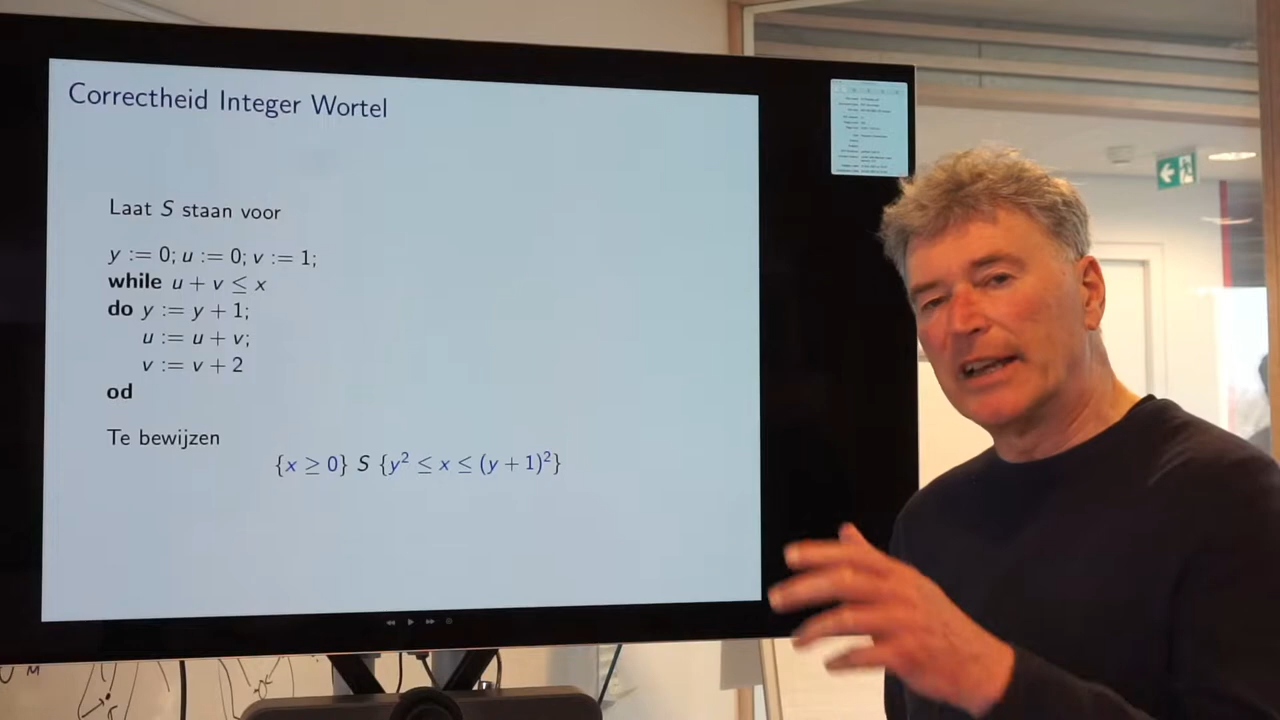 Correctheid Integer Wortel
Laat S staan voor
y := 0; u := 0; v := 1;
while u + v ≤ x
do y := y + 1;
u := u + v;
v := v + 2
od
Te bewijzen
{x ≥ 0} S {y² ≤ x ≤ (y + 1)²}